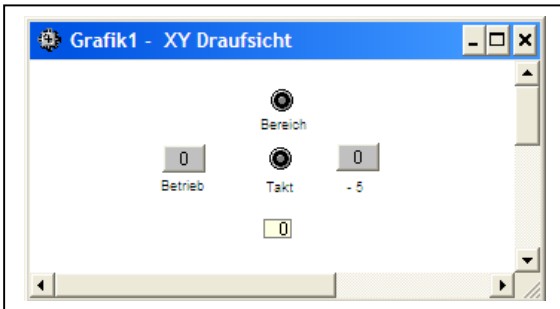 Grafik1 - XY Draufsicht
Bereich
0 0
Betrieb Takt - 5
0